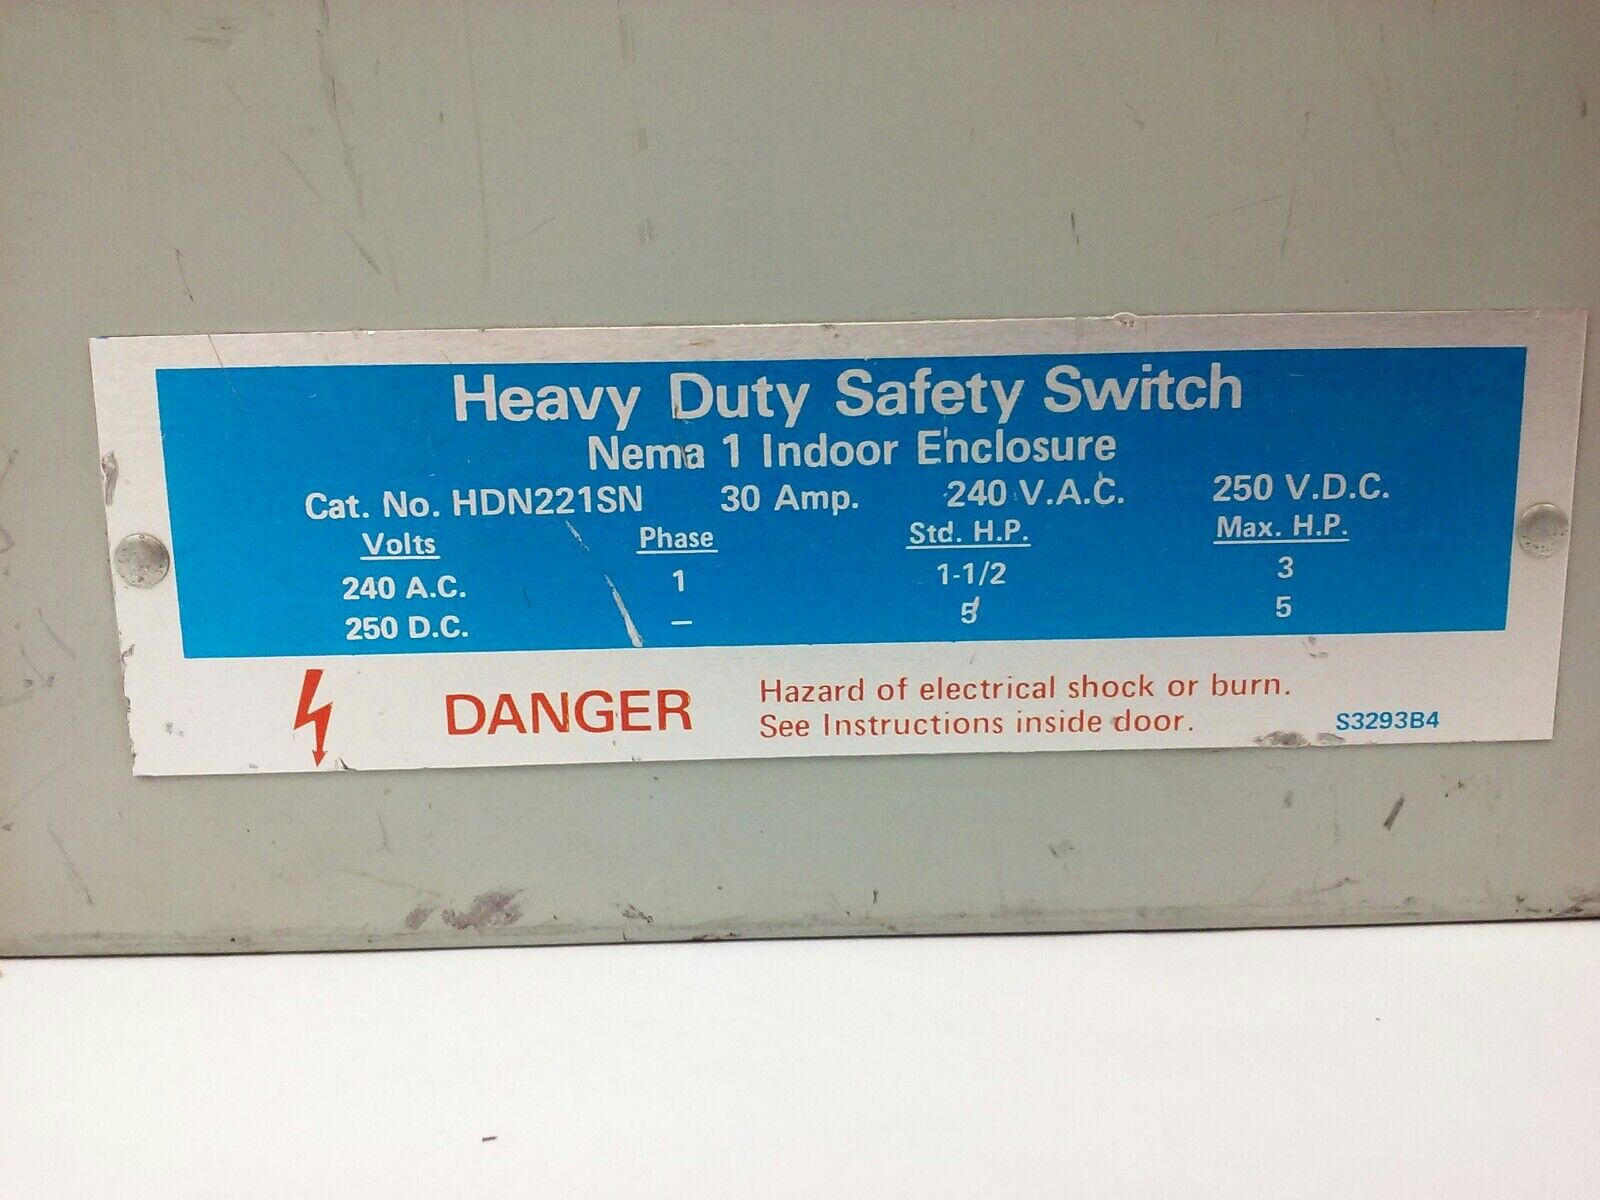 Heavy Duty Safety Switch
Nema 1 Indoor Enclosure
Cat. No. HDN221SN 30 Amp. 240 V.A.C. 250 V.D.C.
Volts Phase Std. H.P. Max. H.P.
240 A.C. 1 1-1/2 3
250 D.C. – 5 5
DANGER Hazard of electrical shock or burn.
See Instructions inside door. S3293B4